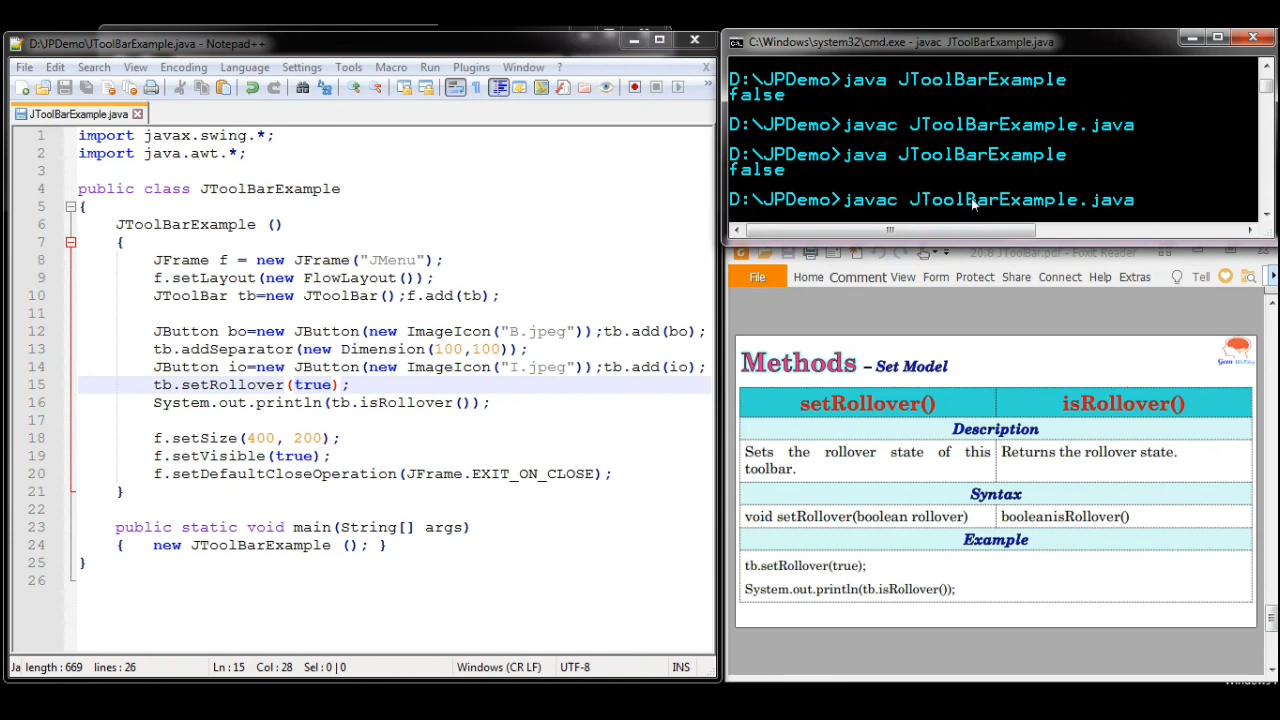 D:\JPDemo\JToolBarExample.java - Notepad++
File Edit Search View Encoding Language Settings Tools Macro Run Plugins Window ? X
JToolBarExample.java
1 import javax.swing.*;
2 import java.awt.*;
3
4 public class JToolBarExample
5 {
6 JToolBarExample ()
7 {
8 JFrame f = new JFrame("JMenu");
9 f.setLayout(new FlowLayout());
10 JToolBar tb=new JToolBar();f.add(tb);
11
12 JButton bo=new JButton(new ImageIcon("B.jpeg"));tb.add(bo);
13 tb.addSeparator(new Dimension(100,100));
14 JButton io=new JButton(new ImageIcon("I.jpeg"));tb.add(io);
15 tb.setRollover(true);
16 System.out.println(tb.isRollover());
17
18 f.setSize(400, 200);
19 f.setVisible(true);
20 f.setDefaultCloseOperation(JFrame.EXIT_ON_CLOSE);
21 }
22
23 public static void main(String[] args)
24 { new JToolBarExample (); }
25 }
26
Ja length : 669 lines : 26 Ln : 15 Col : 28 Sel : 0 | 0 Windows (CR LF) UTF-8 INS
C:\Windows\system32\cmd.exe - javac JToolBarExample.java
D:\JPDemo>java JToolBarExample
false
D:\JPDemo>javac JToolBarExample.java
D:\JPDemo>java JToolBarExample
false
D:\JPDemo>javac JToolBarExample.java
20.8 JToolBar.pdf - Foxit Reader
File Home Comment View Form Protect Share Connect Help Extras Tell
Methods – Set Model
setRollover() isRollover()
Description
Sets the rollover state of this Returns the rollover state.
toolbar.
Syntax
void setRollover(boolean rollover) booleanisRollover()
Example
tb.setRollover(true);
System.out.println(tb.isRollover());